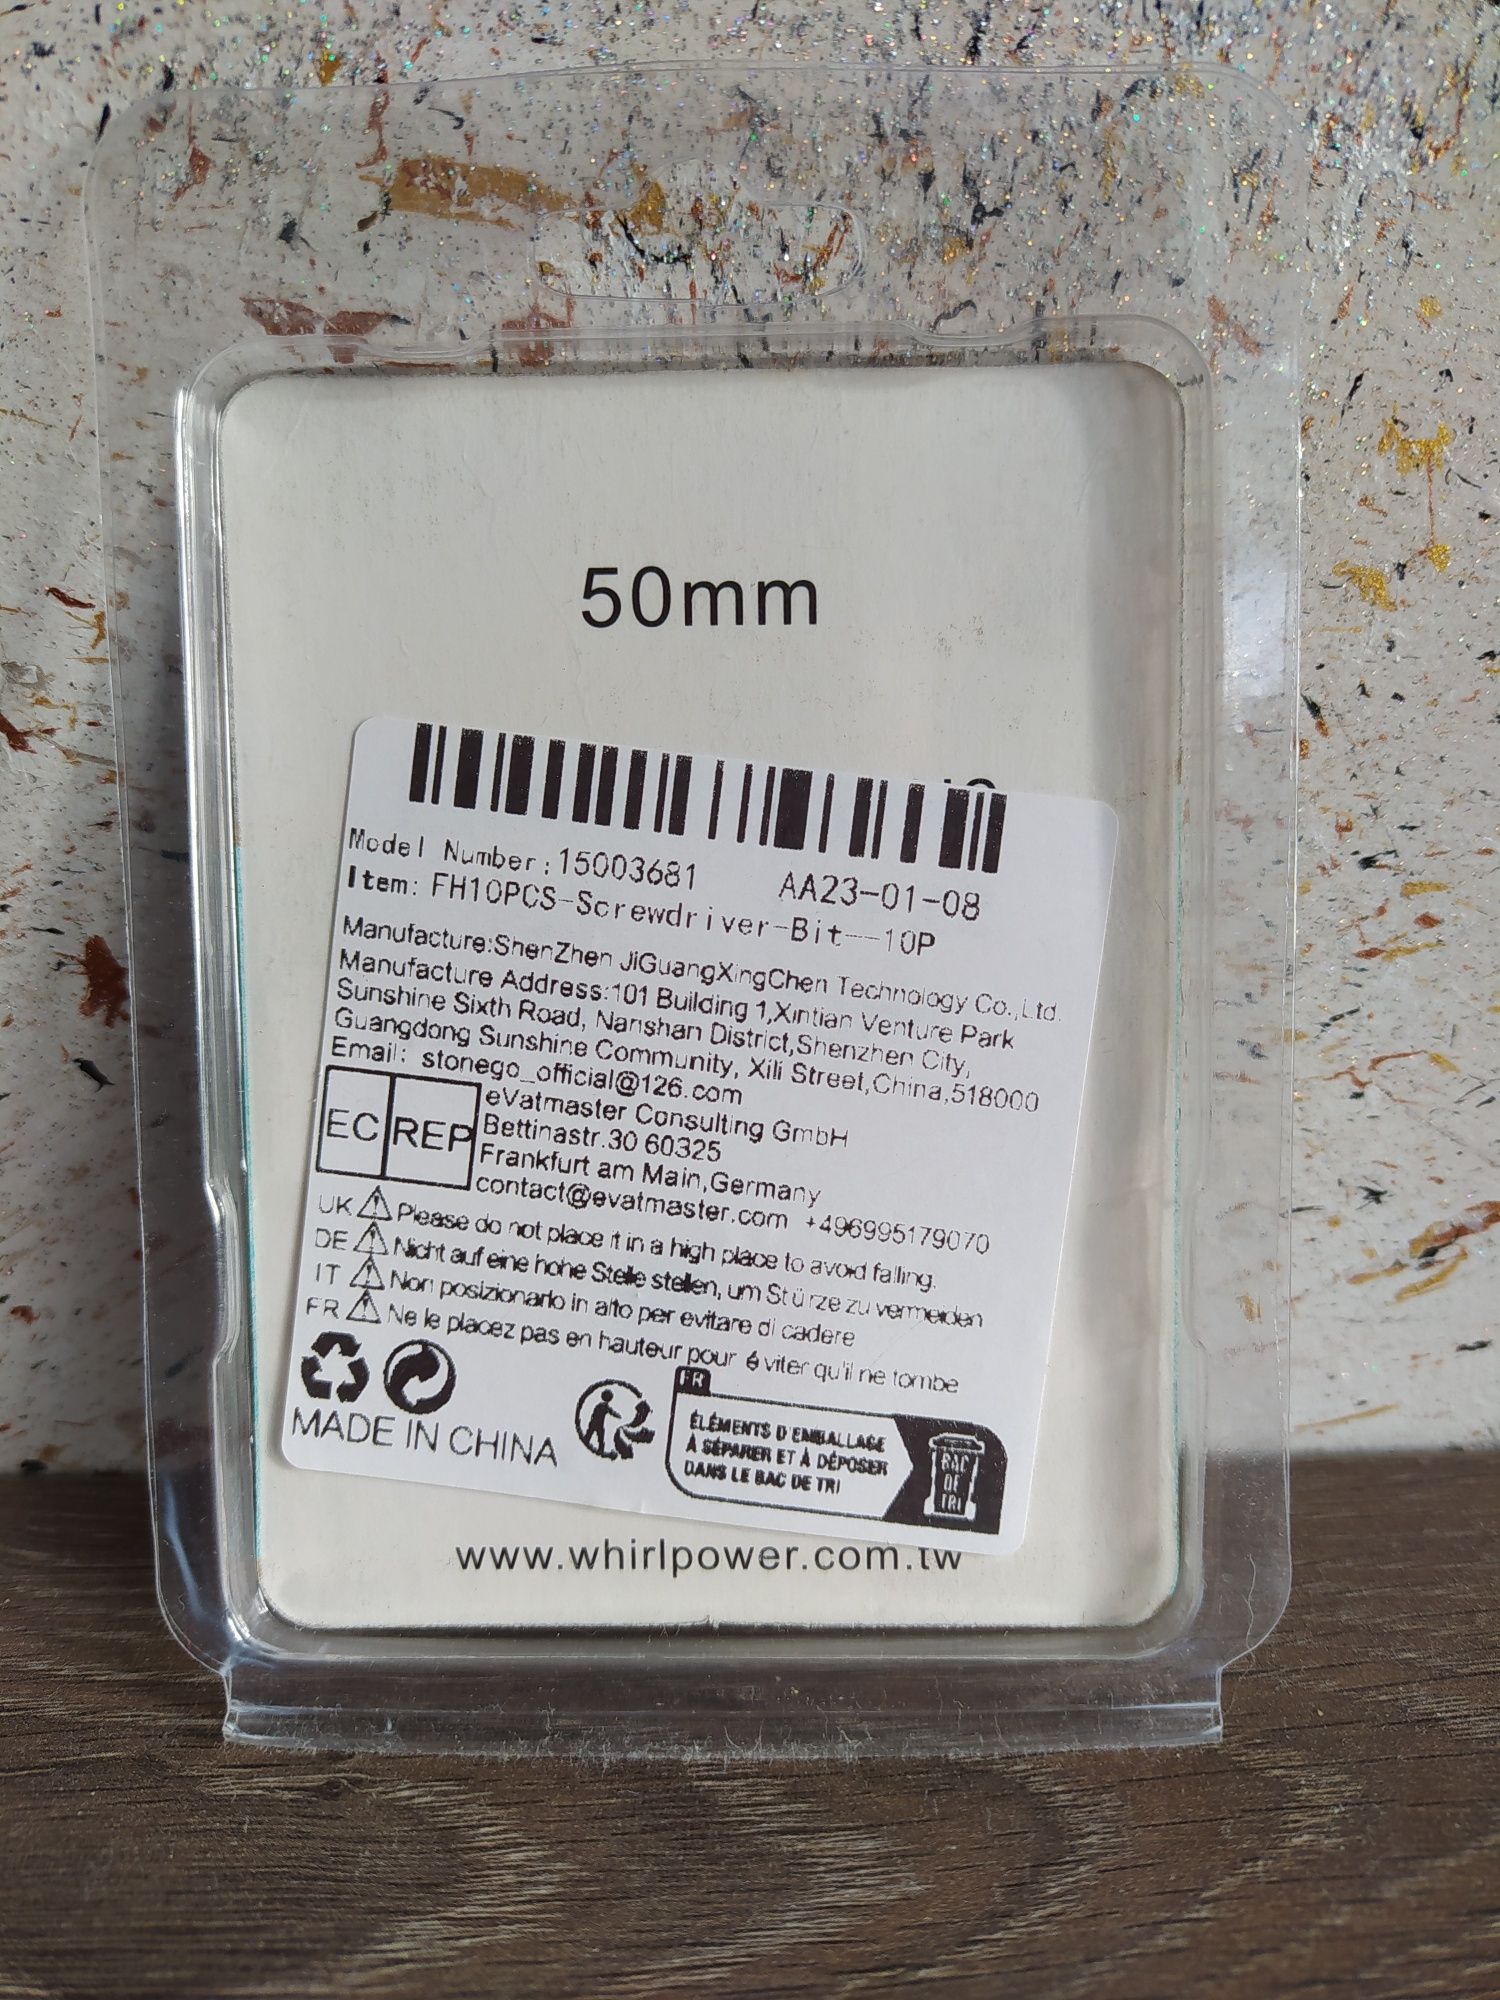 50mm
Model Number:15003681 AA23-01-08
Item: FH10PCS-Screwdriver-Bit--10P
Manufacture:ShenZhen JiGuangXingChen Technology Co.,Ltd.
Manufacture Address:101 Building 1,Xintian Venture Park
Sunshine Sixth Road, Nanshan District,Shenzhen City,
Guangdong Sunshine Community, Xili Street,China,518000
Email: stonego_official@126.com
EC REP
eVatmaster Consulting GmbH
Bettinastr.30 60325
Frankfurt am Main,Germany
contact@evatmaster.com +496995179070
UK Please do not place it in a high place to avoid falling.
DE Nicht auf eine hohe Stelle stellen, um Stürze zu vermeiden
IT Non posizionarlo in alto per evitare di cadere
FR Ne le placez pas en hauteur pour éviter qu'il ne tombe
MADE IN CHINA
FR
ÉLÉMENTS D'EMBALLAGE
À SÉPARER ET À DÉPOSER
DANS LE BAC DE TRI
BAC
DE
TRI
www.whirlpower.com.tw